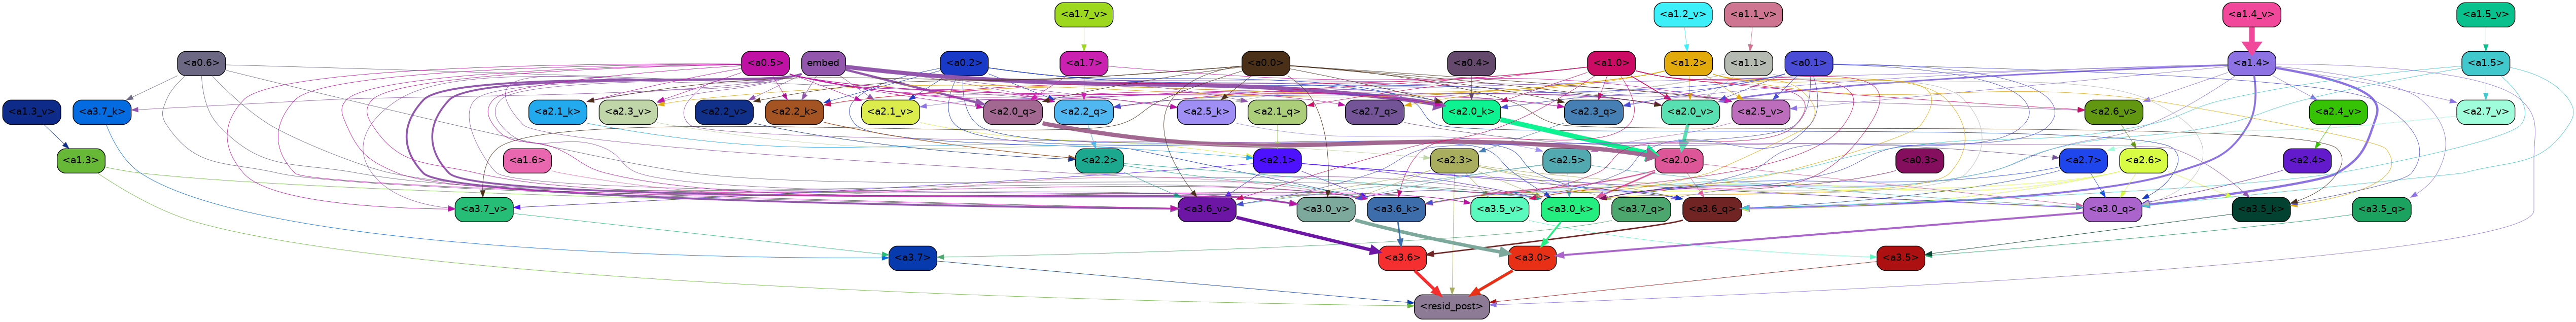 <a1.7_v> <a1.2_v> <a1.1_v> <a1.4_v> <a1.5_v>
<a0.6> <a0.5> embed <a0.2> <a1.7> <a0.0> <a0.4> <a1.0> <a1.2> <a1.1> <a0.1> <a1.4> <a1.5>
<a1.3_v> <a3.7_k> <a2.1_k> <a2.3_v> <a2.2_v> <a2.2_k> <a2.1_v> <a2.0_q> <a2.2_q> <a2.5_k> <a2.1_q> <a2.7_q> <a2.0_k> <a2.3_q> <a2.0_v> <a2.5_v> <a2.6_v> <a2.4_v> <a2.7_v>
<a1.3> <a1.6> <a2.2> <a2.1> <a2.3> <a2.5> <a2.0> <a0.3> <a2.7> <a2.6> <a2.4>
<a3.7_v> <a3.6_v> <a3.0_v> <a3.6_k> <a3.5_v> <a3.0_k> <a3.7_q> <a3.6_q> <a3.0_q> <a3.5_k> <a3.5_q>
<a3.7> <a3.6> <a3.0> <a3.5>
<resid_post>